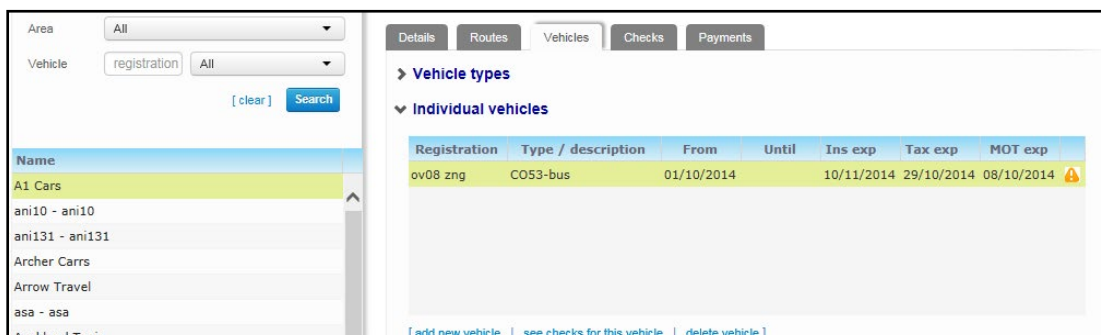 Area All
Vehicle registration All
[ clear ] Search
Name
A1 Cars
ani10 - ani10
ani131 - ani131
Archer Carrs
Arrow Travel
asa - asa
Details Routes Vehicles Checks Payments
Vehicle types
Individual vehicles
Registration Type / description From Until Ins exp Tax exp MOT exp
ov08 zng CO53-bus 01/10/2014 10/11/2014 29/10/2014 08/10/2014
[ add new vehicle | see checks for this vehicle | delete vehicle ]